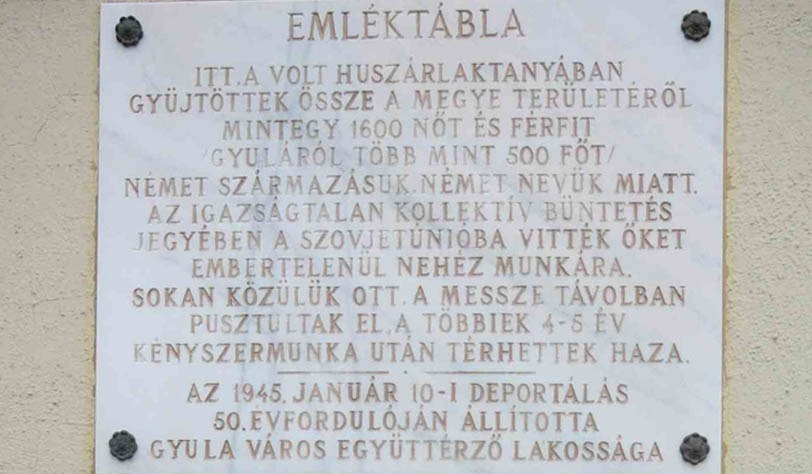 EMLÉKTÁBLA
ITT. A VOLT HUSZÁRLAKTANYÁBAN
GYÜJTÖTTEK ÖSSZE A MEGYE TERÜLETÉRŐL
MINTEGY 1600 NŐT ÉS FÉRFIT
/GYULÁRÓL TÖBB MINT 500 FŐT/
NÉMET SZÁRMAZÁSUK. NÉMET NEVÜK MIATT.
AZ IGAZSÁGTALAN KOLLEKTÍV BÜNTETÉS
JEGYÉBEN A SZOVJETÚNIÓBA VITTÉK ŐKET
EMBERTELENÜL NEHÉZ MUNKÁRA.
SOKAN KÖZÜLÜK OTT. A MESSZE TÁVOLBAN
PUSZTULTAK EL. A TÖBBIEK 4-5 ÉV
KÉNYSZERMUNKA UTÁN TÉRHETTEK HAZA.
AZ 1945. JANUÁR 10-I DEPORTÁLÁS
50. ÉVFORDULÓJÁN ÁLLÍTOTTA
GYULA VÁROS EGYÜTTÉRZŐ LAKOSSÁGA